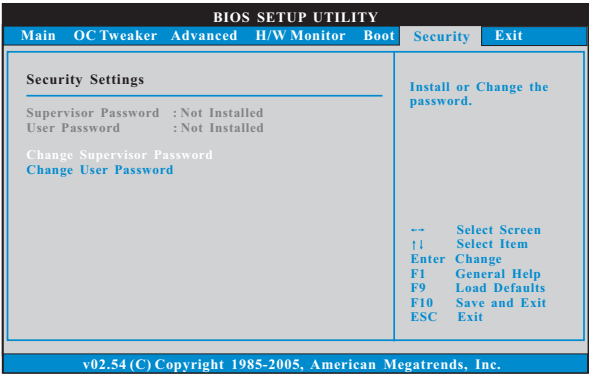 BIOS SETUP UTILITY
Main OC Tweaker Advanced H/W Monitor Boot Security Exit
Security Settings
Supervisor Password : Not Installed
User Password : Not Installed
Change Supervisor Password
Change User Password
Install or Change the
password.
←→ Select Screen
↑↓ Select Item
Enter Change
F1 General Help
F9 Load Defaults
F10 Save and Exit
ESC Exit
v02.54 (C) Copyright 1985-2005, American Megatrends, Inc.